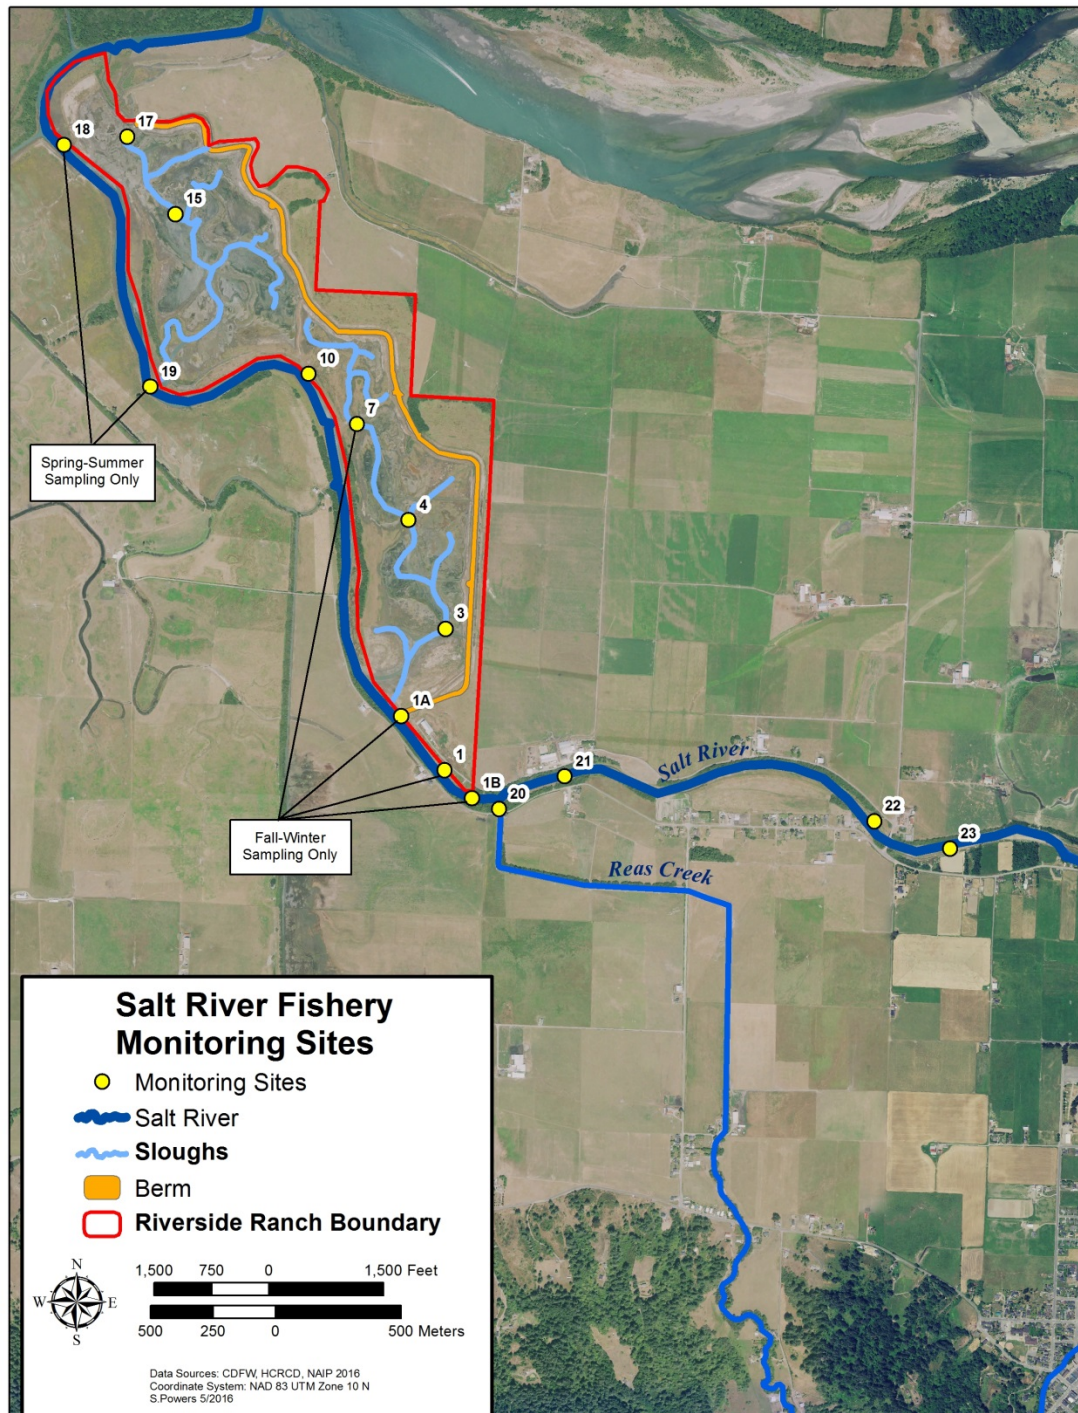 17
18
15
10
19
7
Spring-Summer
Sampling Only
4
3
1A
1
21
Salt River
1B
20
22
Fall-Winter
Sampling Only
23
Reas Creek
Salt River Fishery
Monitoring Sites
Monitoring Sites
Salt River
Sloughs
Berm
Riverside Ranch Boundary
N
W E
S
1,500 750 0 1,500 Feet
500 250 0 500 Meters
Data Sources: CDFW, HCRCD, NAIP 2016
Coordinate System: NAD 83 UTM Zone 10 N
S.Powers 5/2016